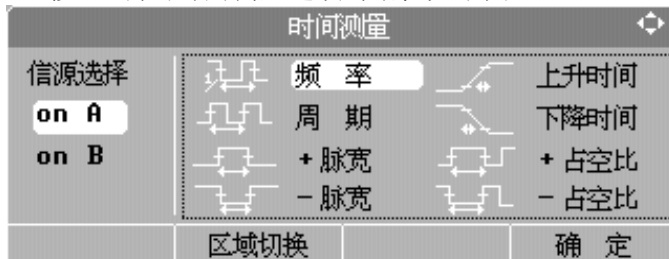 时间测量
信源选择 频 率 上升时间
on A 周 期 下降时间
on B +脉宽 +占空比
-脉宽 -占空比
区域切换 确 定